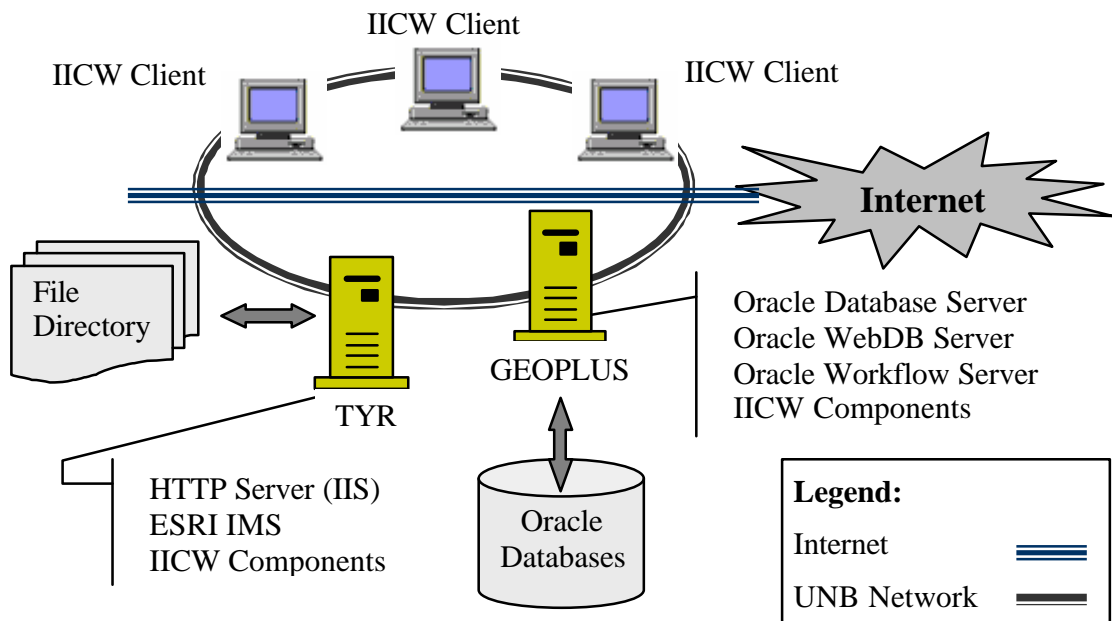 IICW Client
IICW Client
IICW Client
Internet
File
Directory
TYR
GEOPLUS
Oracle Database Server
Oracle WebDB Server
Oracle Workflow Server
IICW Components
HTTP Server (IIS)
ESRI IMS
IICW Components
Oracle
Databases
Legend:
Internet
UNB Network